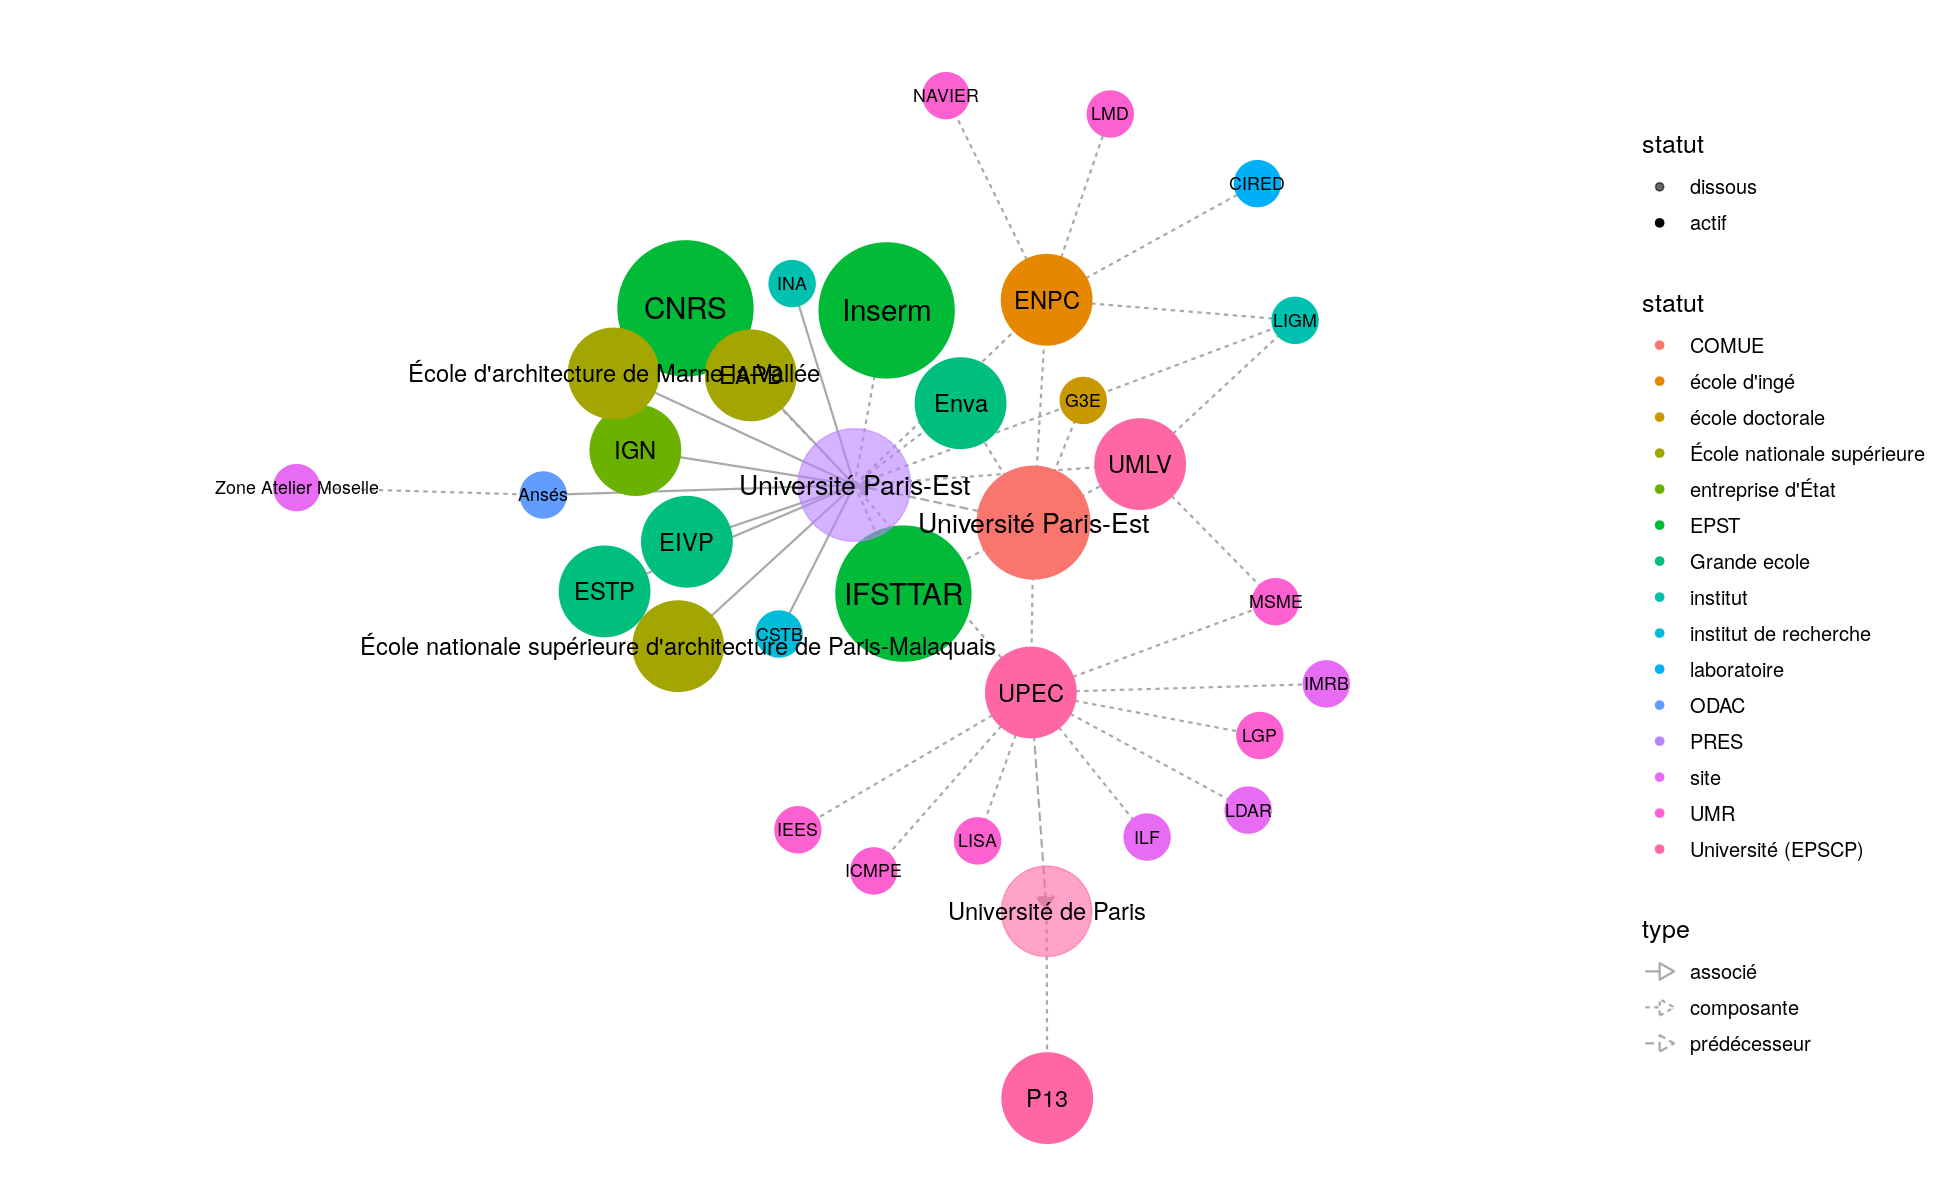 NAVIER
LMD
CIRED
INA
CNRS
Inserm
ENPC
LIGM
École d'architecture de Marne-la-Vallée
EAPB
Enva
G3E
IGN
UMLV
Zone Atelier Moselle
Ansés
Université Paris-Est
Université Paris-Est
EIVP
ESTP
IFSTTAR
MSME
CSTB
École nationale supérieure d'architecture de Paris-Malaquais
UPEC
IMRB
LGP
LDAR
IEES
LISA
ILF
ICMPE
Université de Paris
P13
statut
dissous
actif
statut
COMUE
école d'ingé
école doctorale
École nationale supérieure
entreprise d'État
EPST
Grande ecole
institut
institut de recherche
laboratoire
ODAC
PRES
site
UMR
Université (EPSCP)
type
associé
composante
prédécesseur